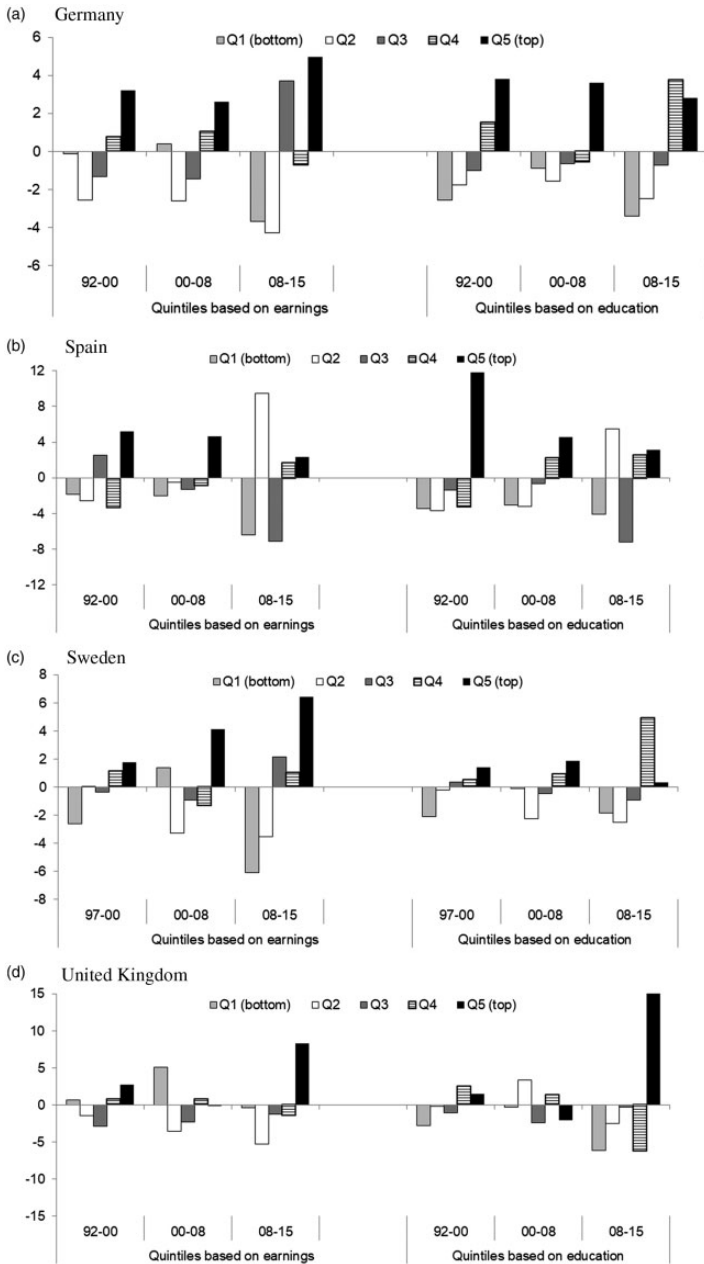 (a) Germany
Q1 (bottom) Q2 Q3 Q4 Q5 (top)
6
4
2
0
-2
-4
-6
92-00 00-08 08-15 92-00 00-08 08-15
Quintiles based on earnings Quintiles based on education
(b) Spain
Q1 (bottom) Q2 Q3 Q4 Q5 (top)
12
8
4
0
-4
-8
-12
92-00 00-08 08-15 92-00 00-08 08-15
Quintiles based on earnings Quintiles based on education
(c) Sweden
8
Q1 (bottom) Q2 Q3 Q4 Q5 (top)
6
4
2
0
-2
-4
-6
-8
97-00 00-08 08-15 97-00 00-08 08-15
Quintiles based on earnings Quintiles based on education
(d) United Kingdom
15
Q1 (bottom) Q2 Q3 Q4 Q5 (top)
10
5
0
-5
-10
-15
92-00 00-08 08-15 92-00 00-08 08-15
Quintiles based on earnings Quintiles based on education